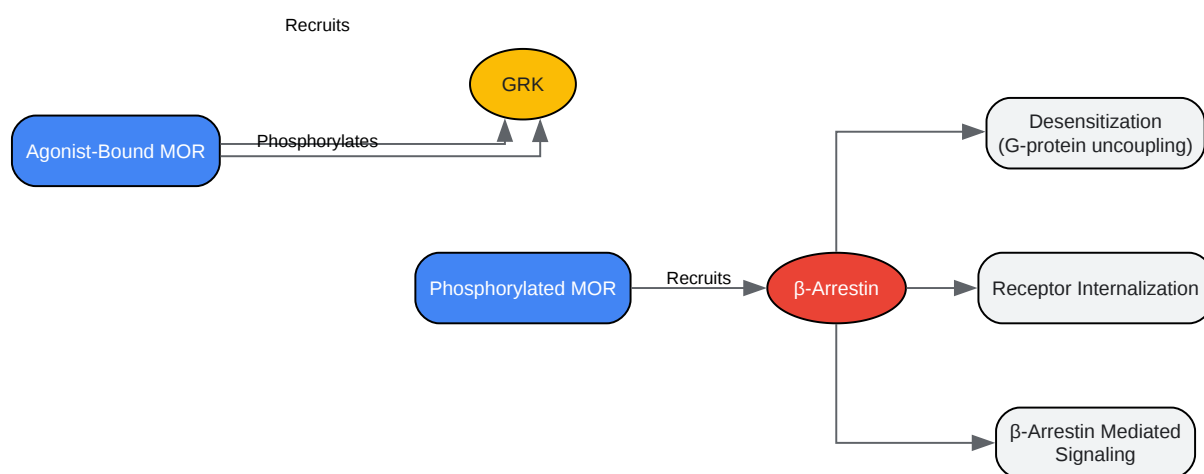 Recruits
GRK
Agonist-Bound MOR
Phosphorylates
Desensitization
(G-protein uncoupling)
Phosphorylated MOR
Recruits
β-Arrestin
Receptor Internalization
β-Arrestin Mediated
Signaling